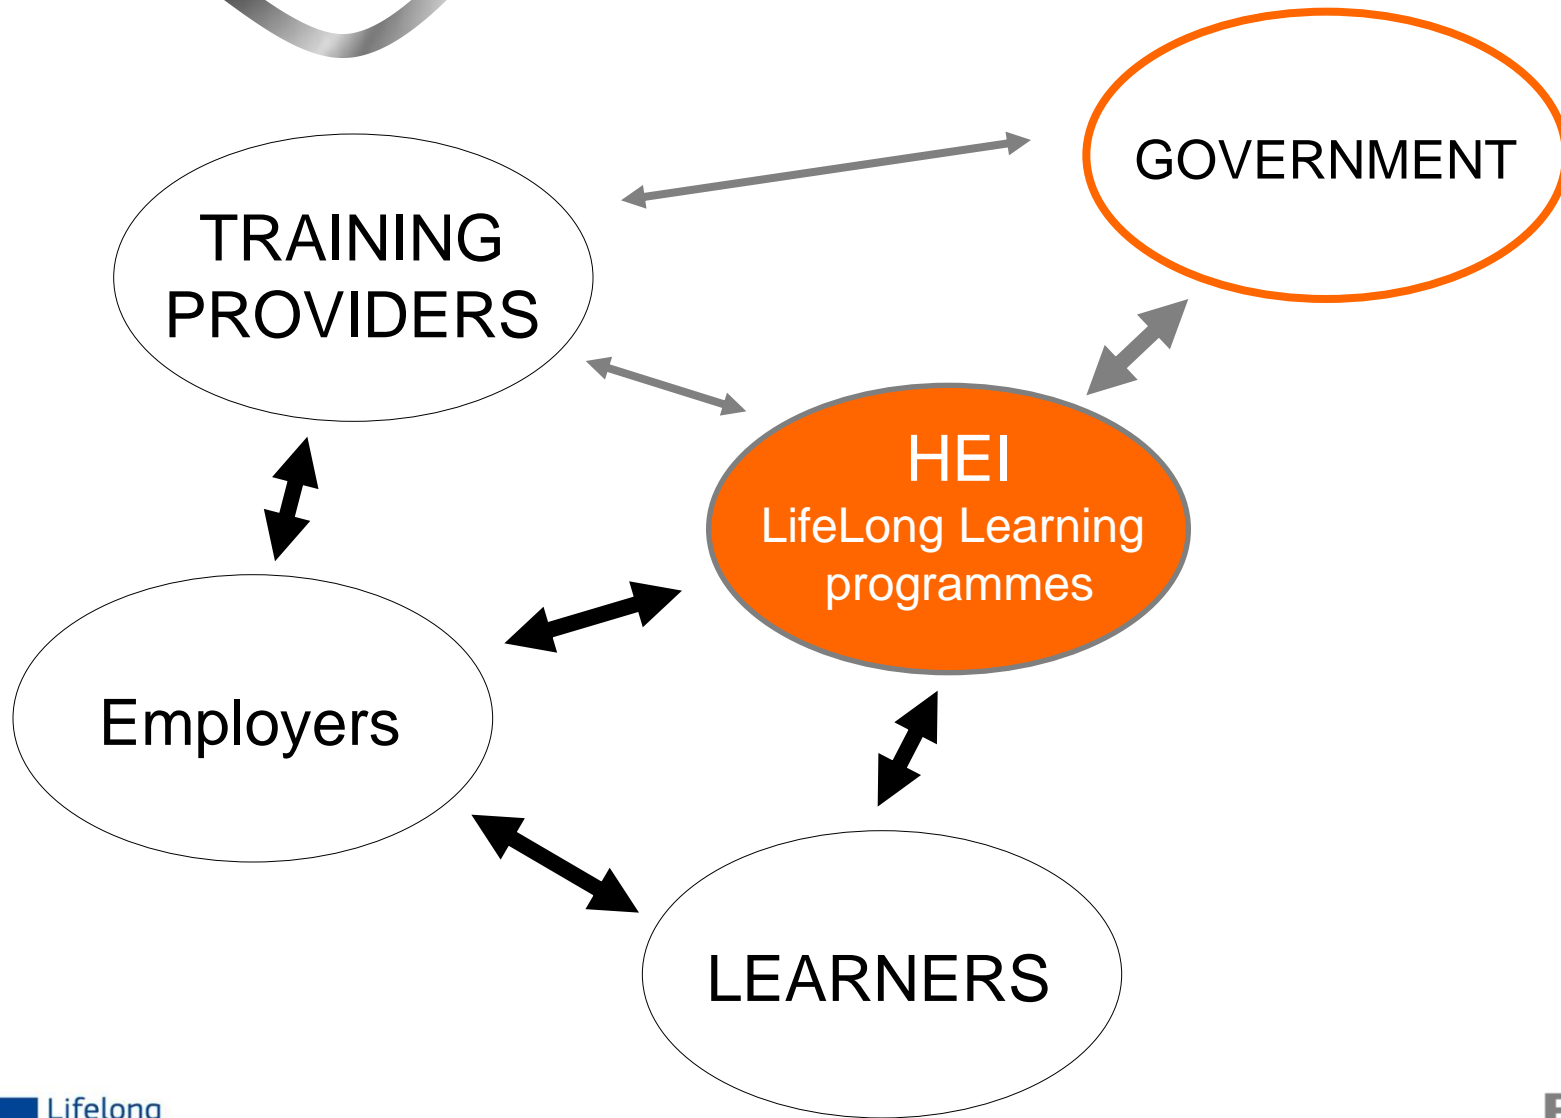 GOVERNMENT
TRAINING
PROVIDERS
HEI
LifeLong Learning
programmes
Employers
LEARNERS
Lifelong